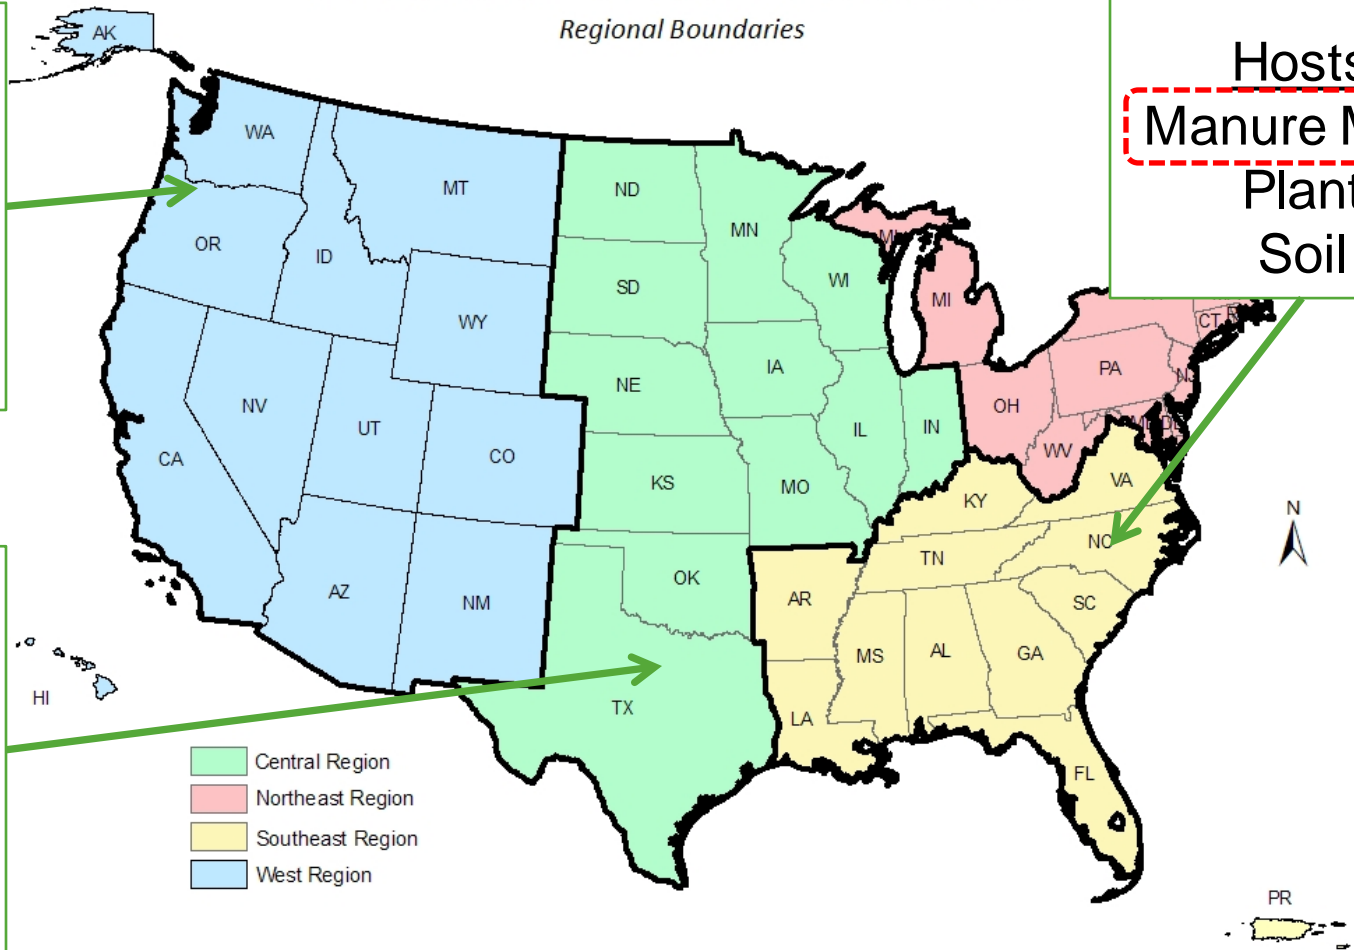 Regional Boundaries
AK
Hosts
Manure M
Plant
Soil
WA
MT
ND
MN
OR
ID
SD
WI
MI
MI
WY
CT
IA
PA
NE
NJ
NV
UT
OH
IL
IN
CA
CO
WV
KS
MO
KY
VA
N
NC
TN
OK
AZ
NM
AR
SC
MS
AL
GA
HI
TX
LA
Central Region
FL
Northeast Region
Southeast Region
West Region
PR